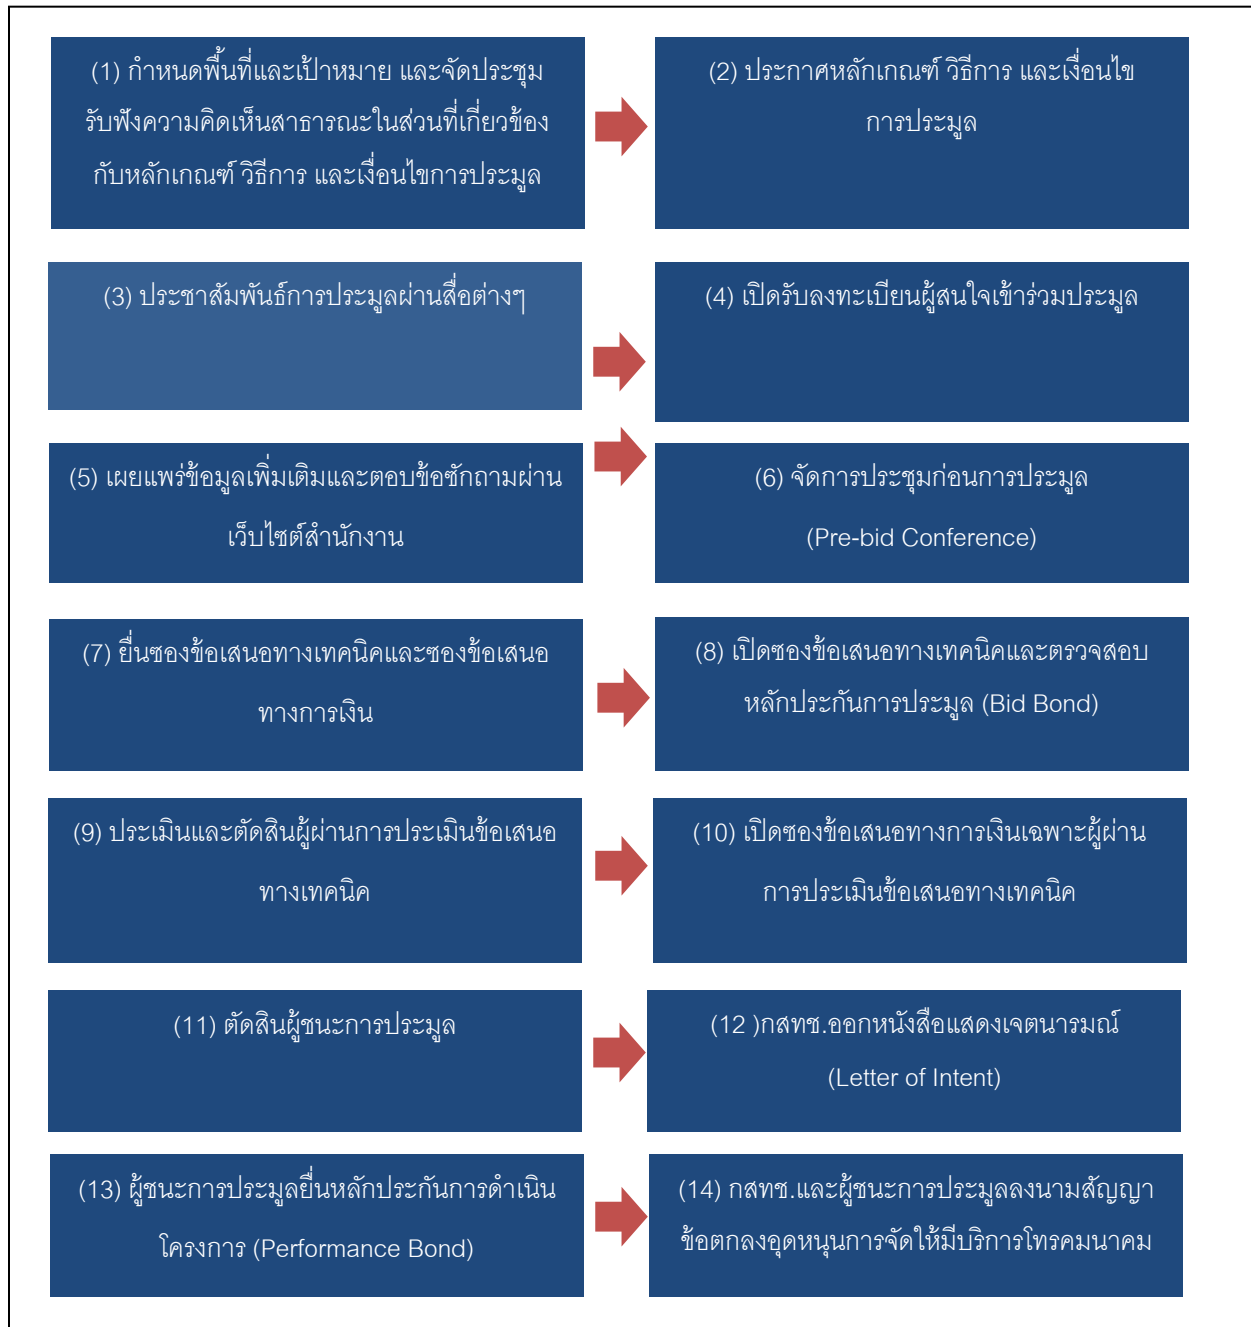 (1) กำหนดพื้นที่และเป้าหมาย และจัดประชุม
รับฟังความคิดเห็นสาธารณะในส่วนที่เกี่ยวข้อง
กับหลักเกณฑ์ วิธีการ และเงื่อนไขการประมูล
(2) ประกาศหลักเกณฑ์ วิธีการ และเงื่อนไข
การประมูล
(3) ประชาสัมพันธ์การประมูลผ่านสื่อต่างๆ
(4) เปิดรับลงทะเบียนผู้สนใจเข้าร่วมประมูล
(5) เผยแพร่ข้อมูลเพิ่มเติมและตอบข้อซักถามผ่าน
เว็บไซต์สำนักงาน
(6) จัดการประชุมก่อนการประมูล
(Pre-bid Conference)
(7) ยื่นซองข้อเสนอทางเทคนิคและซองข้อเสนอ
ทางการเงิน
(8) เปิดซองข้อเสนอทางเทคนิคและตรวจสอบ
หลักประกันการประมูล (Bid Bond)
(9) ประเมินและตัดสินผู้ผ่านการประเมินข้อเสนอ
ทางเทคนิค
(10) เปิดซองข้อเสนอทางการเงินเฉพาะผู้ผ่าน
การประเมินข้อเสนอทางเทคนิค
(11) ตัดสินผู้ชนะการประมูล
(12 )กสทช.ออกหนังสือแสดงเจตนารมณ์
(Letter of Intent)
(13) ผู้ชนะการประมูลยื่นหลักประกันการดำเนิน
โครงการ (Performance Bond)
(14) กสทช.และผู้ชนะการประมูลลงนามสัญญา
ข้อตกลงอุดหนุนการจัดให้มีบริการโทรคมนาคม